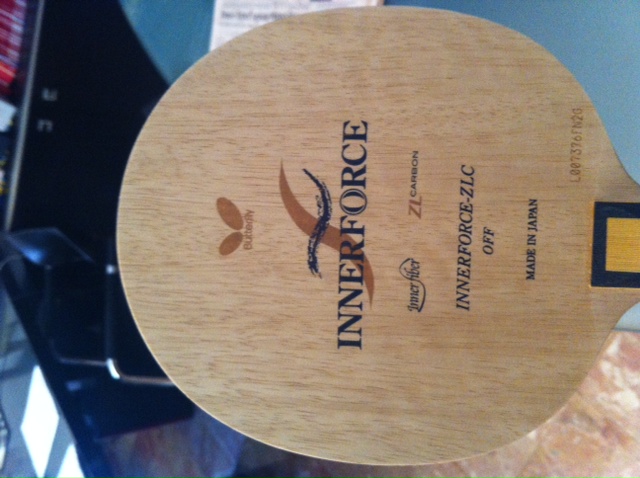 Butterfly
INNERFORCE
Innerfiber
ZL CARBON
INNERFORCE-ZLC
OFF
MADE IN JAPAN